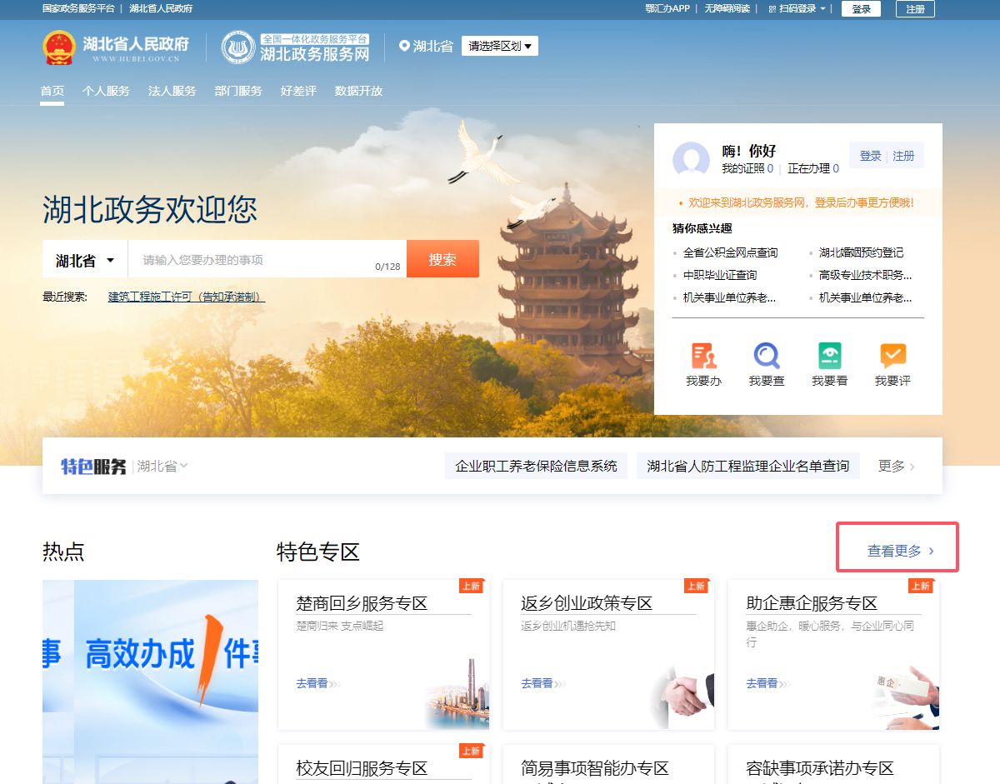 国家政务服务平台 | 湖北省人民政府
鄂汇办APP | 无障碍阅读 | 扫码登录 | 登录 注册
湖北省人民政府
WWW.HUBEI.GOV.CN
全国一体化政务服务平台
湖北政务服务网
湖北省 请选择区划
首页 个人服务 法人服务 部门服务 好差评 数据开放
湖北政务欢迎您
湖北省 请输入您要办理的事项 0/128 搜索
最近搜索: 建筑工程施工许可（告知承诺制）
嗨！你好
我的证照 0 | 正在办理 0
登录 | 注册
• 欢迎来到湖北政务服务网，登录后办事更方便哦!
猜你感兴趣
全省公积金网点查询 湖北婚姻预约登记
中职毕业证查询 高级专业技术职务...
机关事业单位养老... 机关事业单位养老...
我要办 我要查 我要看 我要评
特色服务 | 湖北省
企业职工养老保险信息系统 湖北省人防工程监理企业名单查询 更多 ›
热点
特色专区
查看更多 ›
事 高效办成1件事
上新
楚商回乡服务专区
楚商归来 支点崛起
去看看
上新
返乡创业政策专区
返乡创业机遇抢先知
去看看
上新
助企惠企服务专区
惠企助企，暖心服务，与企业同心同
行
去看看
惠企
上新
校友回归服务专区
简易事项智能办专区
容缺事项承诺办专区